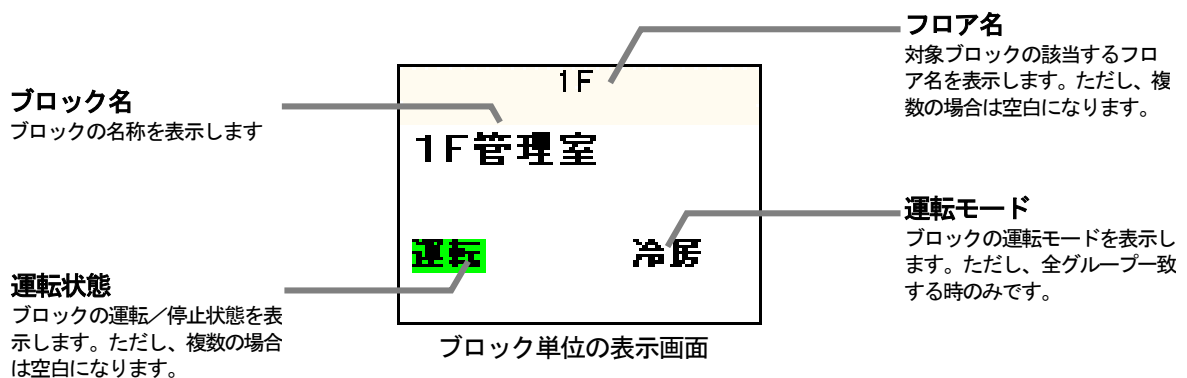 フロア名
対象ブロックの該当するフロ
ア名を表示します。ただし、複
数の場合は空白になります。
ブロック名
ブロックの名称を表示します
1F
1F管理室
運転
冷房
運転モード
ブロックの運転モードを表示し
ます。ただし、全グループ一致
する時のみです。
運転状態
ブロックの運転／停止状態を表
示します。ただし、複数の場合
は空白になります。
ブロック単位の表示画面